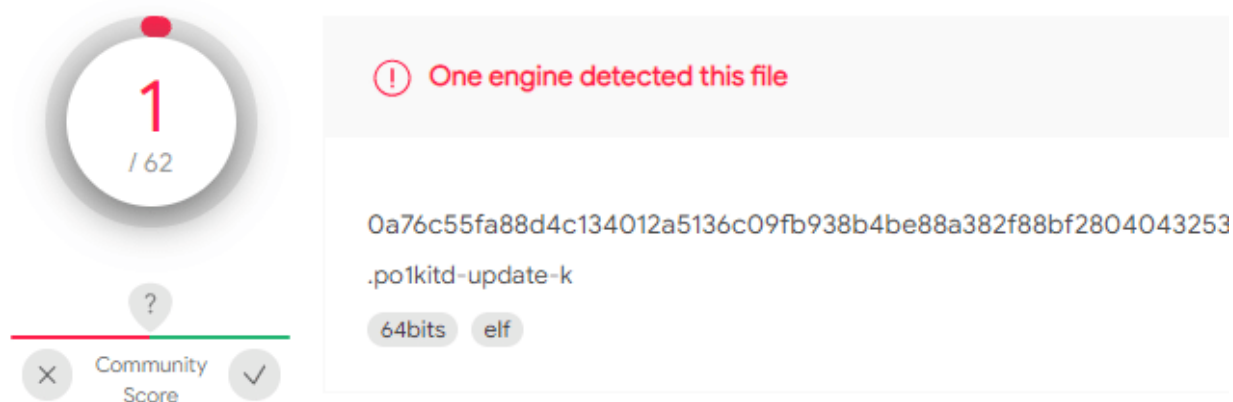 1
/ 62
?
Community
Score
One engine detected this file
0a76c55fa88d4c134012a5136c09fb938b4be88a382f88bf2804043253
.po1kitd-update-k
64bits elf